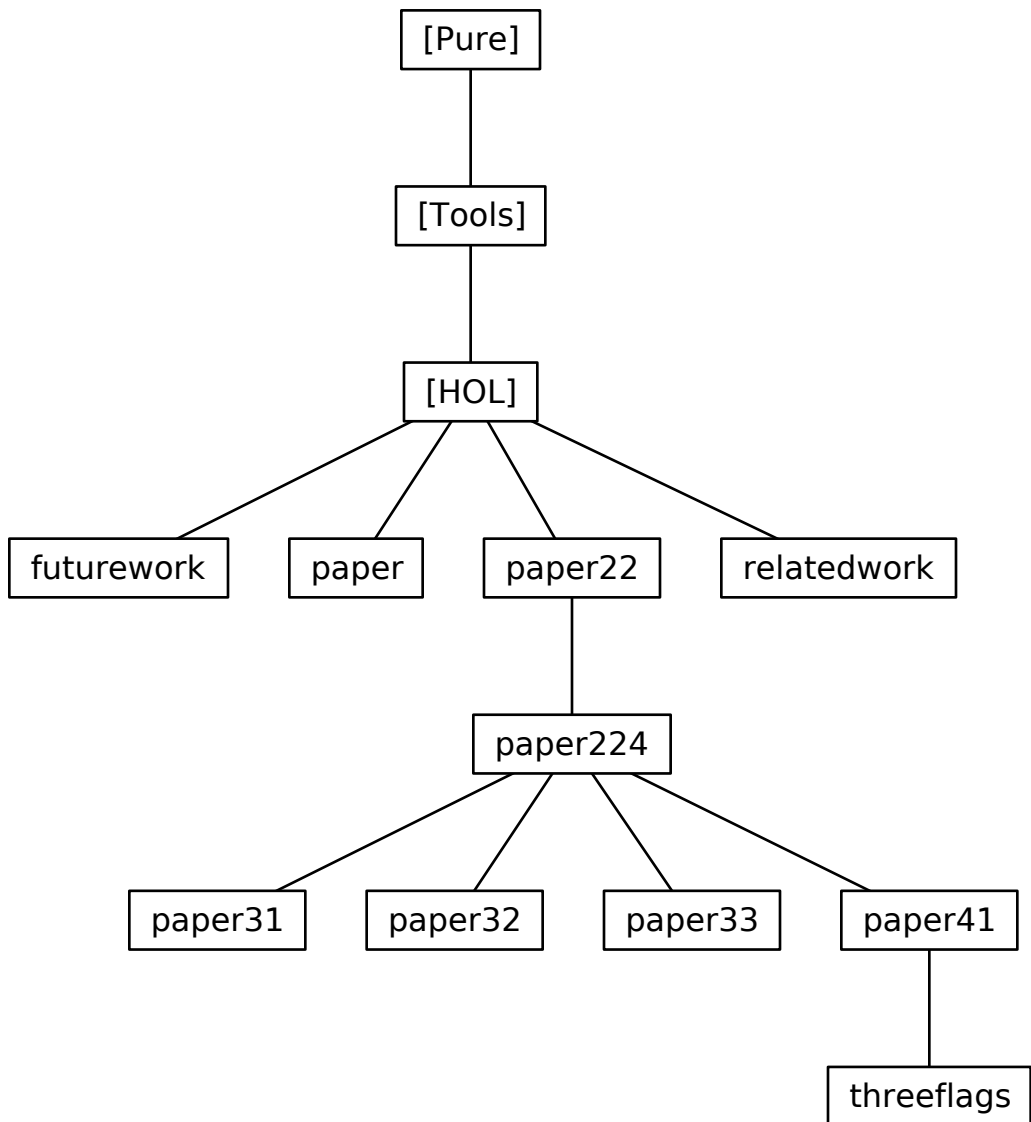 [Pure]
[Tools]
[HOL]
futurework
paper
paper22
relatedwork
paper224
paper31
paper32
paper33
paper41
threeflags